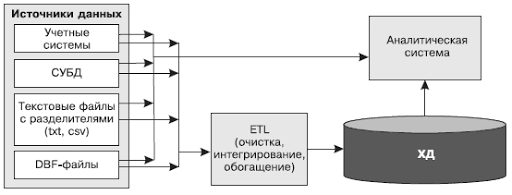 Источники данных
Учетные
системы
СУБД
Текстовые файлы
с разделителями
(txt, csv)
DBF-файлы
ETL
(очистка,
интегрирование,
обогащение)
Аналитическая
система
ХД